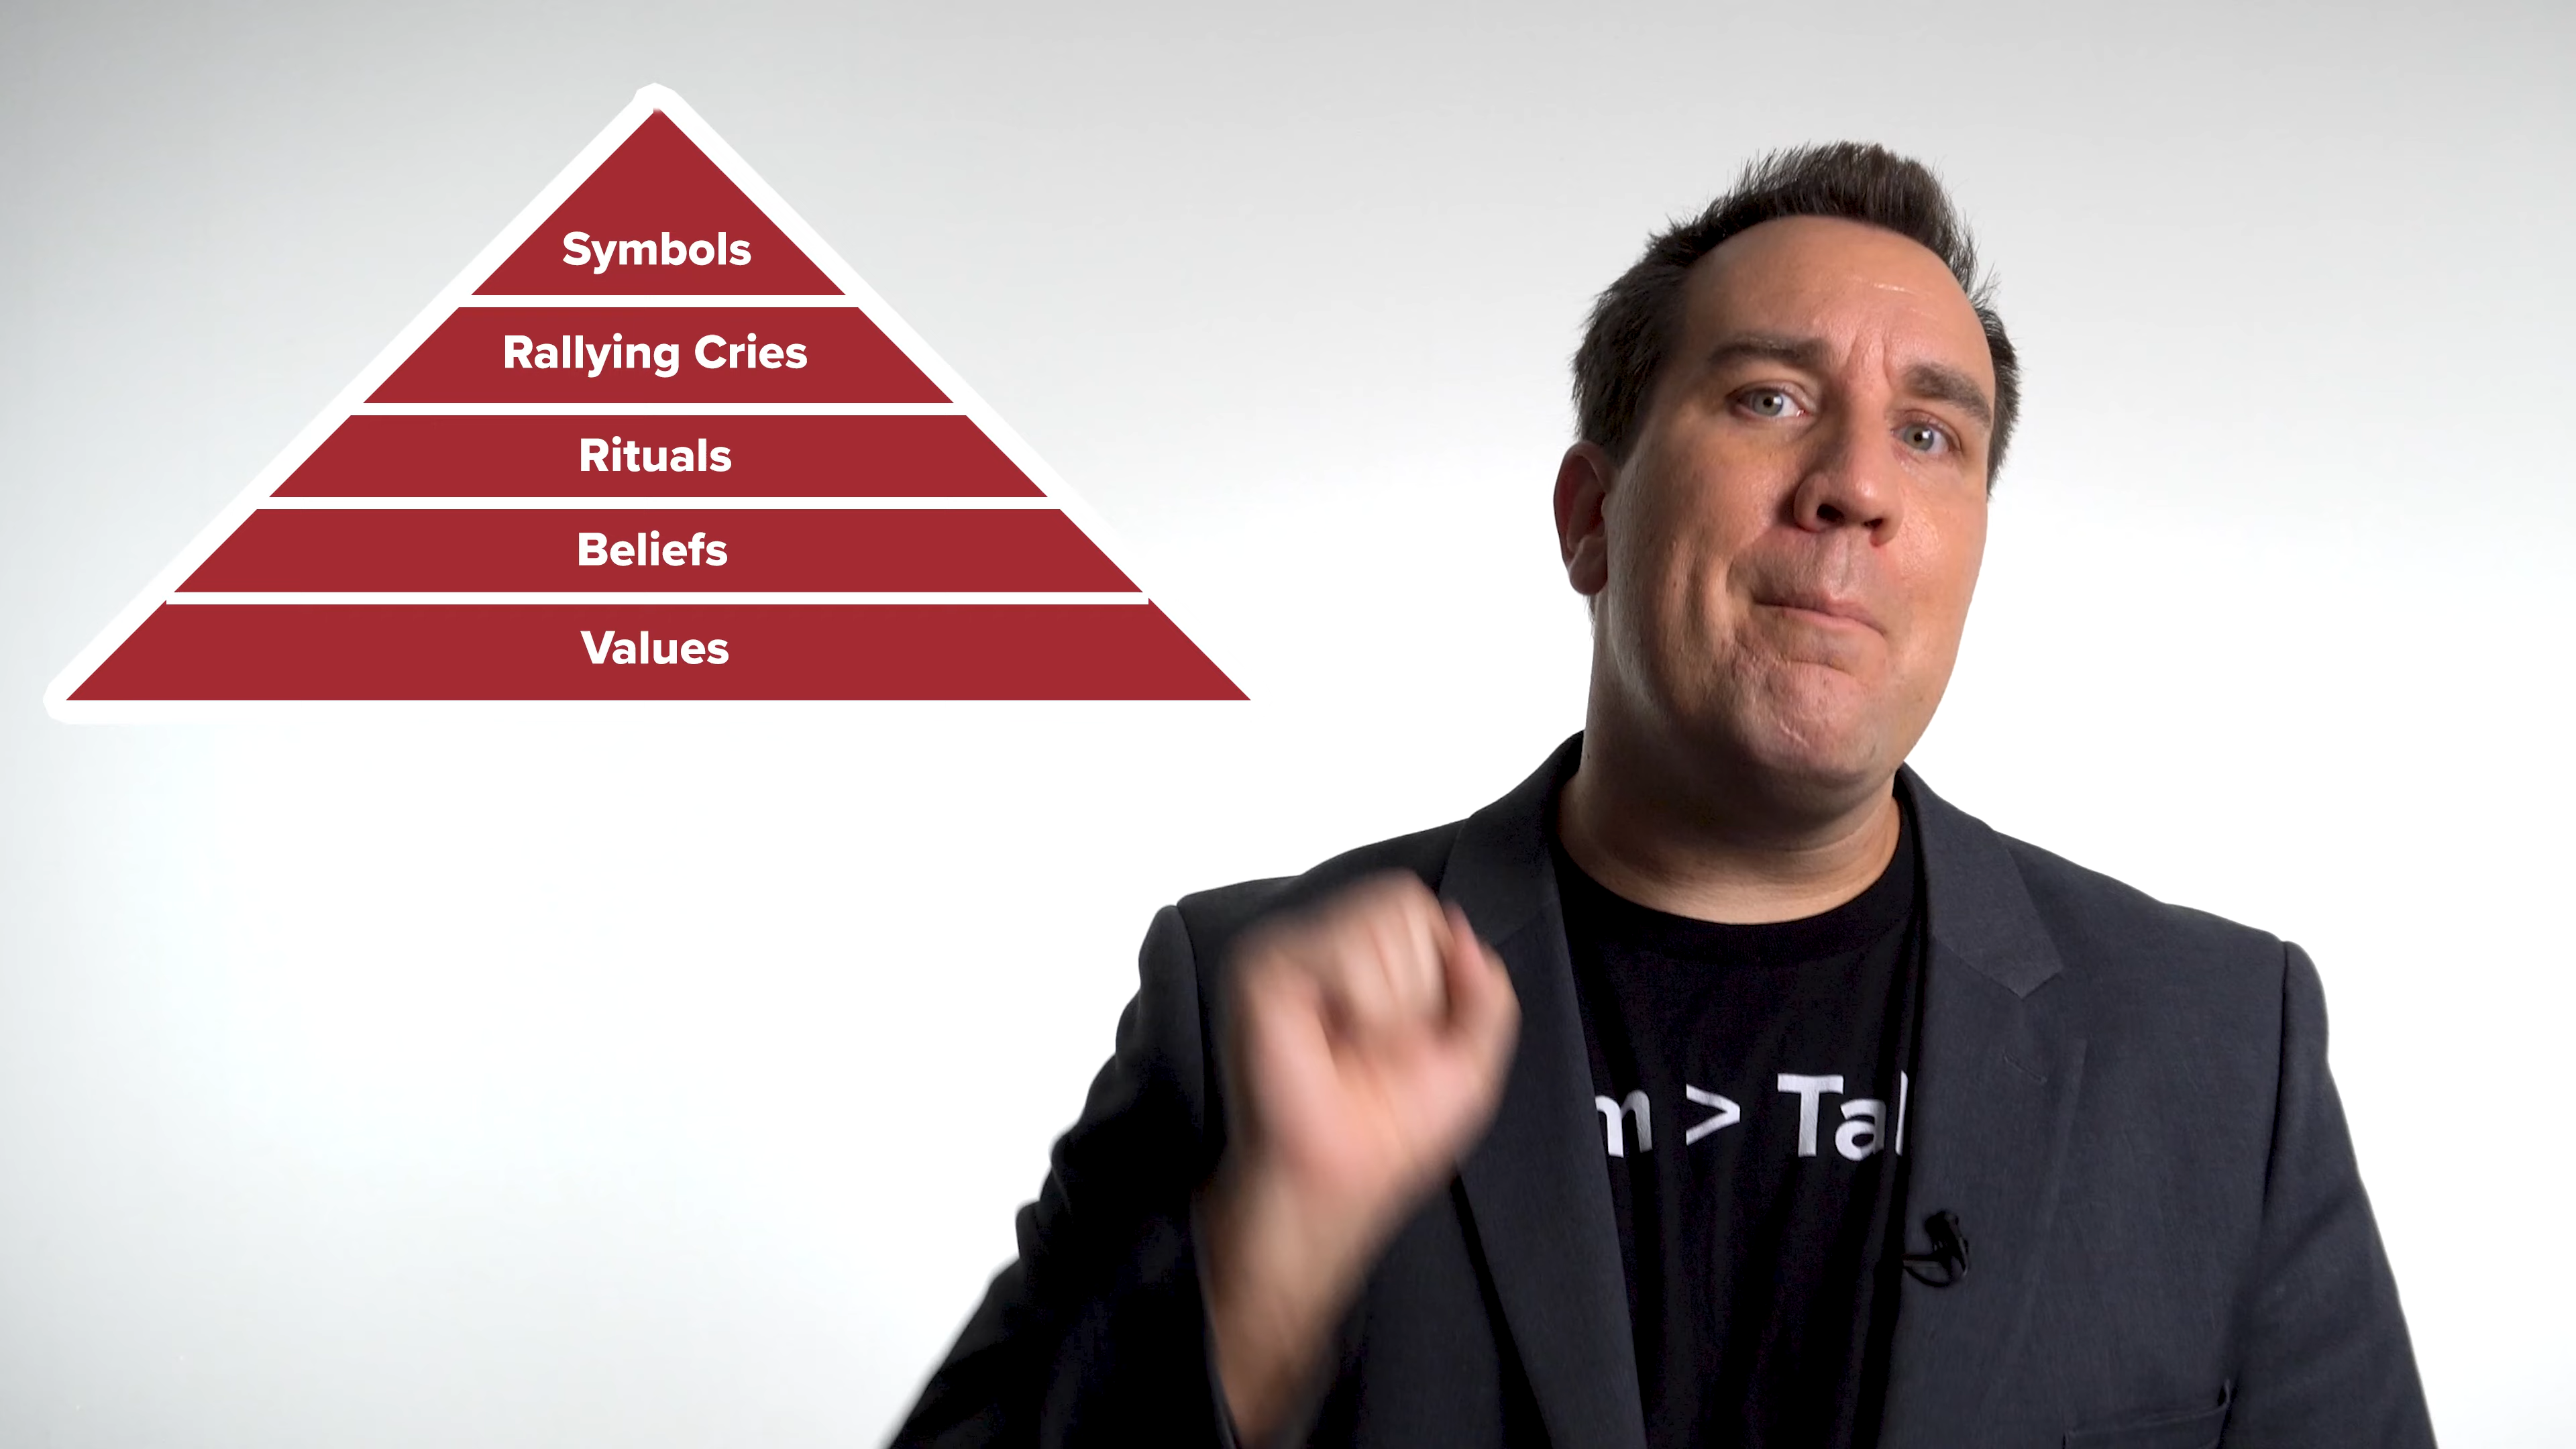 Symbols
Rallying Cries
Rituals
Beliefs
Values
m > Ta